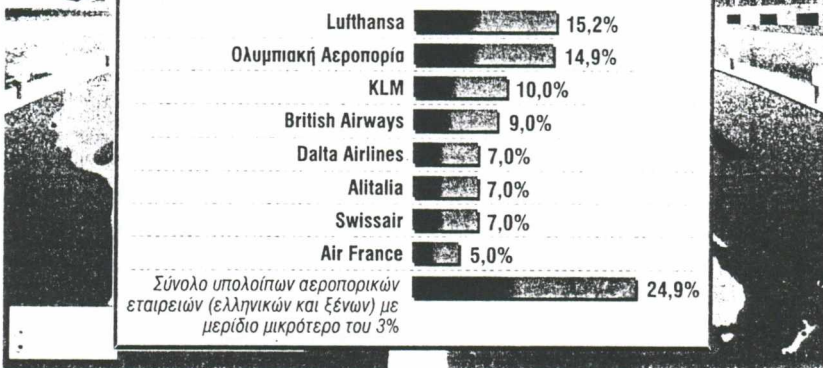 Lufthansa 15,2%
Ολυμπιακή Αεροπορία 14,9%
KLM 10,0%
British Airways 9,0%
Dalta Airlines 7,0%
Alitalia 7,0%
Swissair 7,0%
Air France 5,0%
Σύνολο υπολοίπων αεροπορικών 24,9%
εταιρειών (ελληνικών και ξένων) με
μερίδιο μικρότερο του 3%